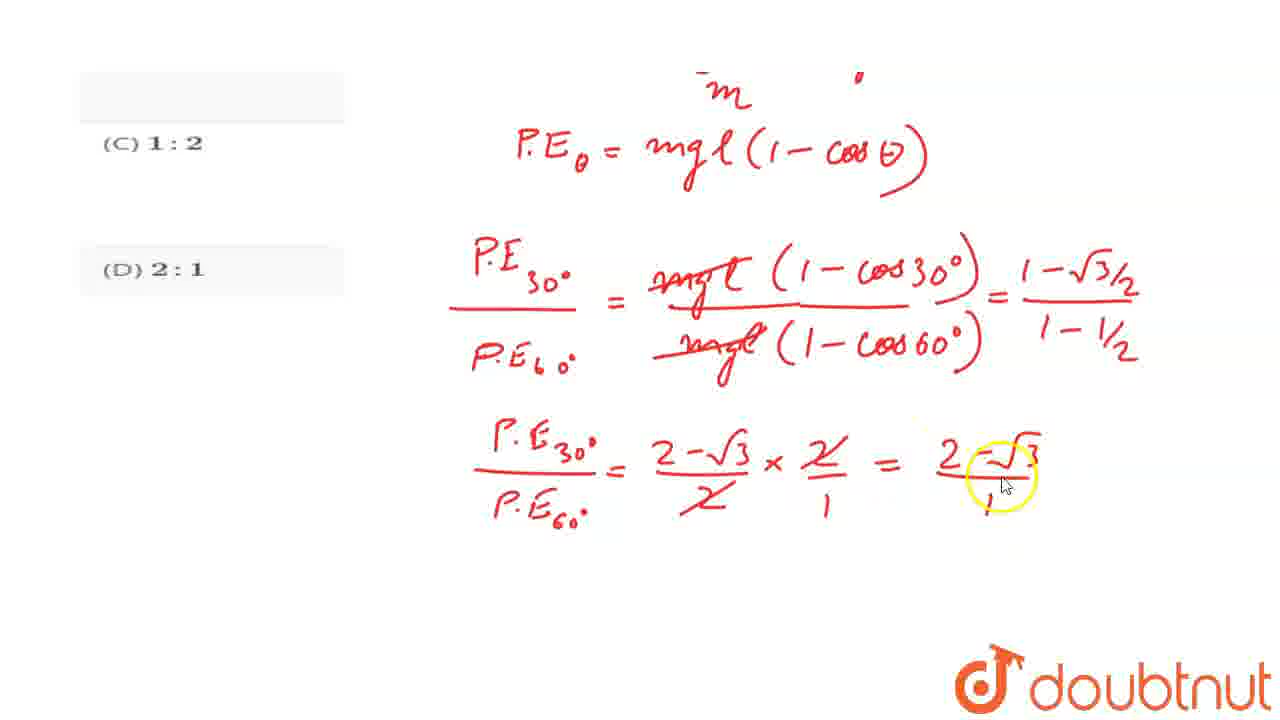 m
(C) 1 : 2
P.E_θ = mgl (1 - cos θ)
(D) 2 : 1
P.E_30° / P.E_60° = mgl (1 - cos 30°) / mgl (1 - cos 60°) = 1 - √3/2 / 1 - 1/2
P.E_30° / P.E_60° = 2 - √3 / 2 × 2 / 1 = 2 - √3 / 1
doubtnut